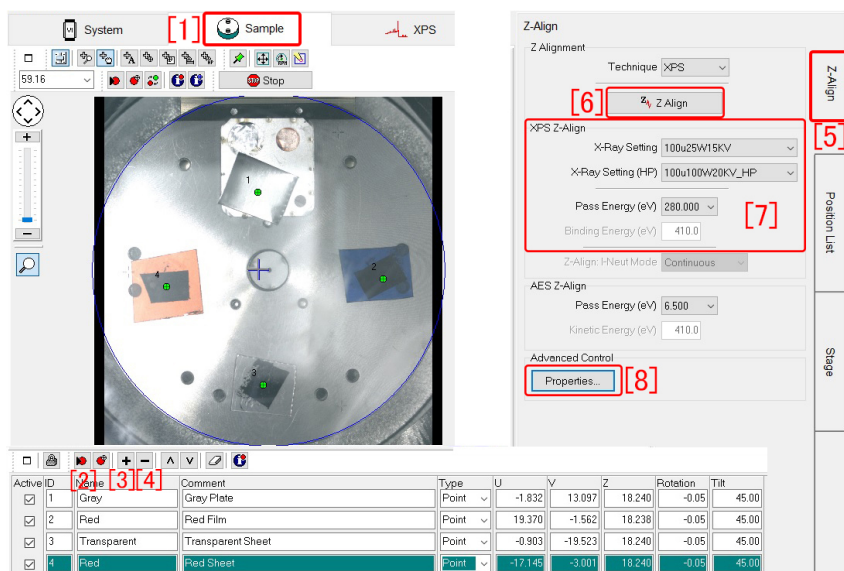 System [1] Sample XPS
59.16 Stop
1
2
3
4
[2] [3] [4]
Active ID Name Comment Type U V Z Rotation Tilt
1 Gray Gray Plate Point -1.832 13.097 18.240 -0.05 45.00
2 Red Red Film Point 19.370 -1.562 18.238 -0.05 45.00
3 Transparent Transparent Sheet Point -0.903 -19.523 18.240 -0.05 45.00
4 Red Red Sheet Point -17.145 -3.001 18.240 -0.05 45.00
Z-Align
Z Alignment
Technique XPS
[6] Z Align
XPS Z-Align
X-Ray Setting 100u25W15KV
X-Ray Setting (HP) 100u100W20KV_HP
Pass Energy (eV) 280.000 [7]
Binding Energy (eV) 410.0
Z-Align: I-Neut Mode Continuous
AES Z-Align
Pass Energy (eV) 6.500
Kinetic Energy (eV) 410.0
Advanced Control
Properties... [8]
Z-Align
[5]
Position List
Stage